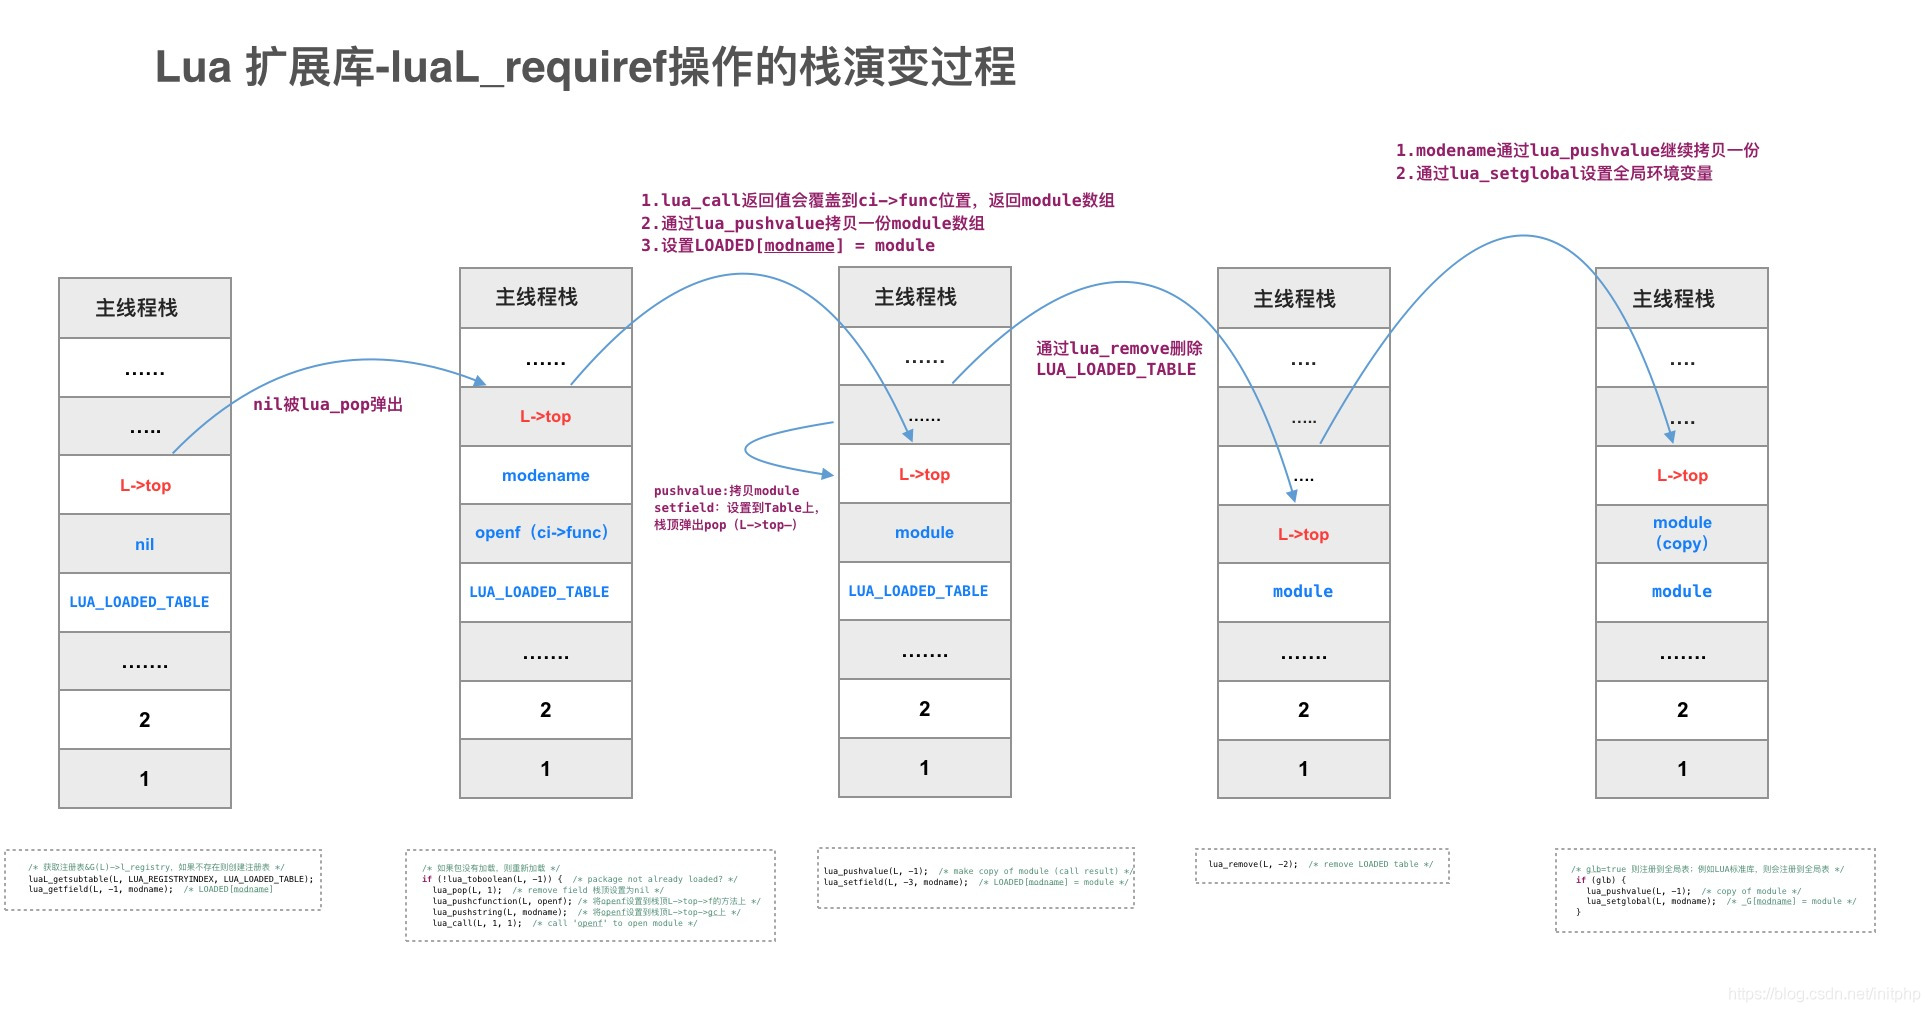 Lua 扩展库-luaL_requiref操作的栈演变过程
1.modename通过lua_pushvalue继续拷贝一份
2.通过lua_setglobal设置全局环境变量
1.lua_call返回值会覆盖到ci->func位置，返回module数组
2.通过lua_pushvalue拷贝一份module数组
3.设置LOADED[modname] = module
nil被lua_pop弹出
通过lua_remove删除
LUA_LOADED_TABLE
pushvalue:拷贝module
setfield：设置到Table上，
栈顶弹出pop（L->top—）
主线程栈
......
.....
L->top
nil
LUA_LOADED_TABLE
.......
2
1
主线程栈
......
L->top
modename
openf（ci->func）
LUA_LOADED_TABLE
.......
2
1
主线程栈
......
......
L->top
module
LUA_LOADED_TABLE
.......
2
1
主线程栈
....
.....
....
L->top
module
.......
2
1
主线程栈
....
....
L->top
module
（copy）
module
.......
2
1
/* 获取注册表&G(L)->l_registry，如果不存在则创建注册表 */
luaL_getsubtable(L, LUA_REGISTRYINDEX, LUA_LOADED_TABLE);
lua_getfield(L, -1, modname);  /* LOADED[modname]
/* 如果包没有加载，则重新加载 */
if (!lua_toboolean(L, -1)) {  /* package not already loaded? */
lua_pop(L, 1);  /* remove field 栈顶设置为nil */
lua_pushcfunction(L, openf); /* 将openf设置到栈顶L->top->f的方法上 */
lua_pushstring(L, modname);  /* 将openf设置到栈顶L->top->gc上 */
lua_call(L, 1, 1);  /* call 'openf' to open module */
lua_pushvalue(L, -1);  /* make copy of module (call result) */
lua_setfield(L, -3, modname);  /* LOADED[modname] = module */
lua_remove(L, -2);  /* remove LOADED table */
/* glb=true 则注册到全局表：例如LUA标准库，则会注册到全局表 */
if (glb) {
lua_pushvalue(L, -1);  /* copy of module */
lua_setglobal(L, modname);  /* _G[modname] = module */
}
https://blog.csdn.net/initphp